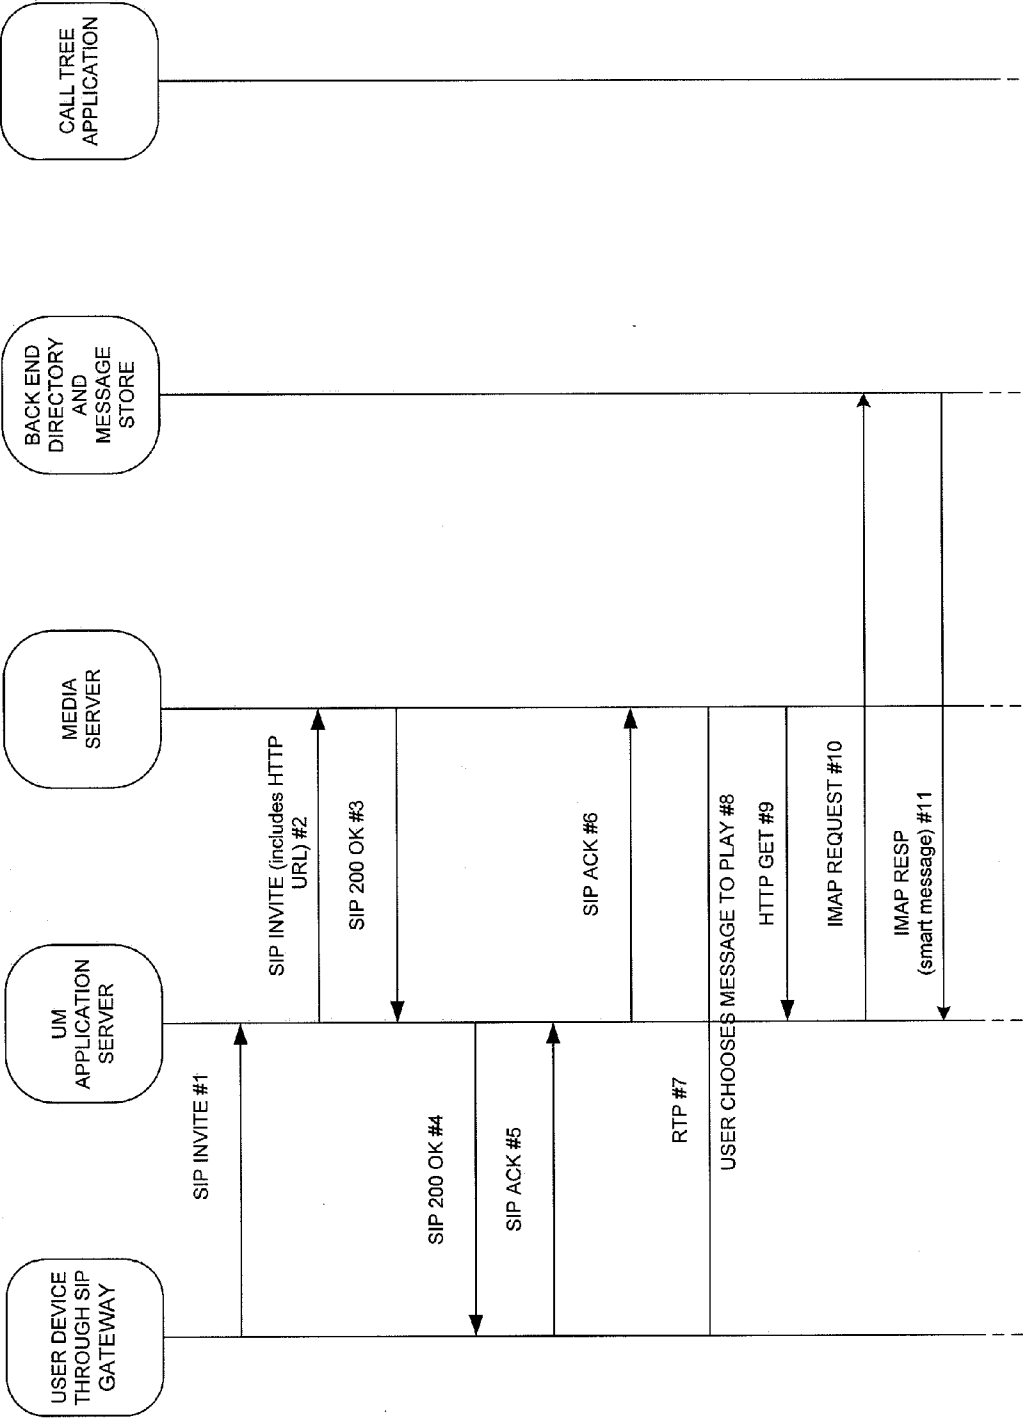 USER DEVICE
THROUGH SIP
GATEWAY
UM
APPLICATION
SERVER
MEDIA
SERVER
BACK END
DIRECTORY
AND
MESSAGE
STORE
CALL TREE
APPLICATION
SIP INVITE #1
SIP INVITE (includes HTTP
URL) #2
SIP 200 OK #3
SIP 200 OK #4
SIP ACK #5
SIP ACK #6
RTP #7
USER CHOOSES MESSAGE TO PLAY #8
HTTP GET #9
IMAP REQUEST #10
IMAP RESP
(smart message) #11